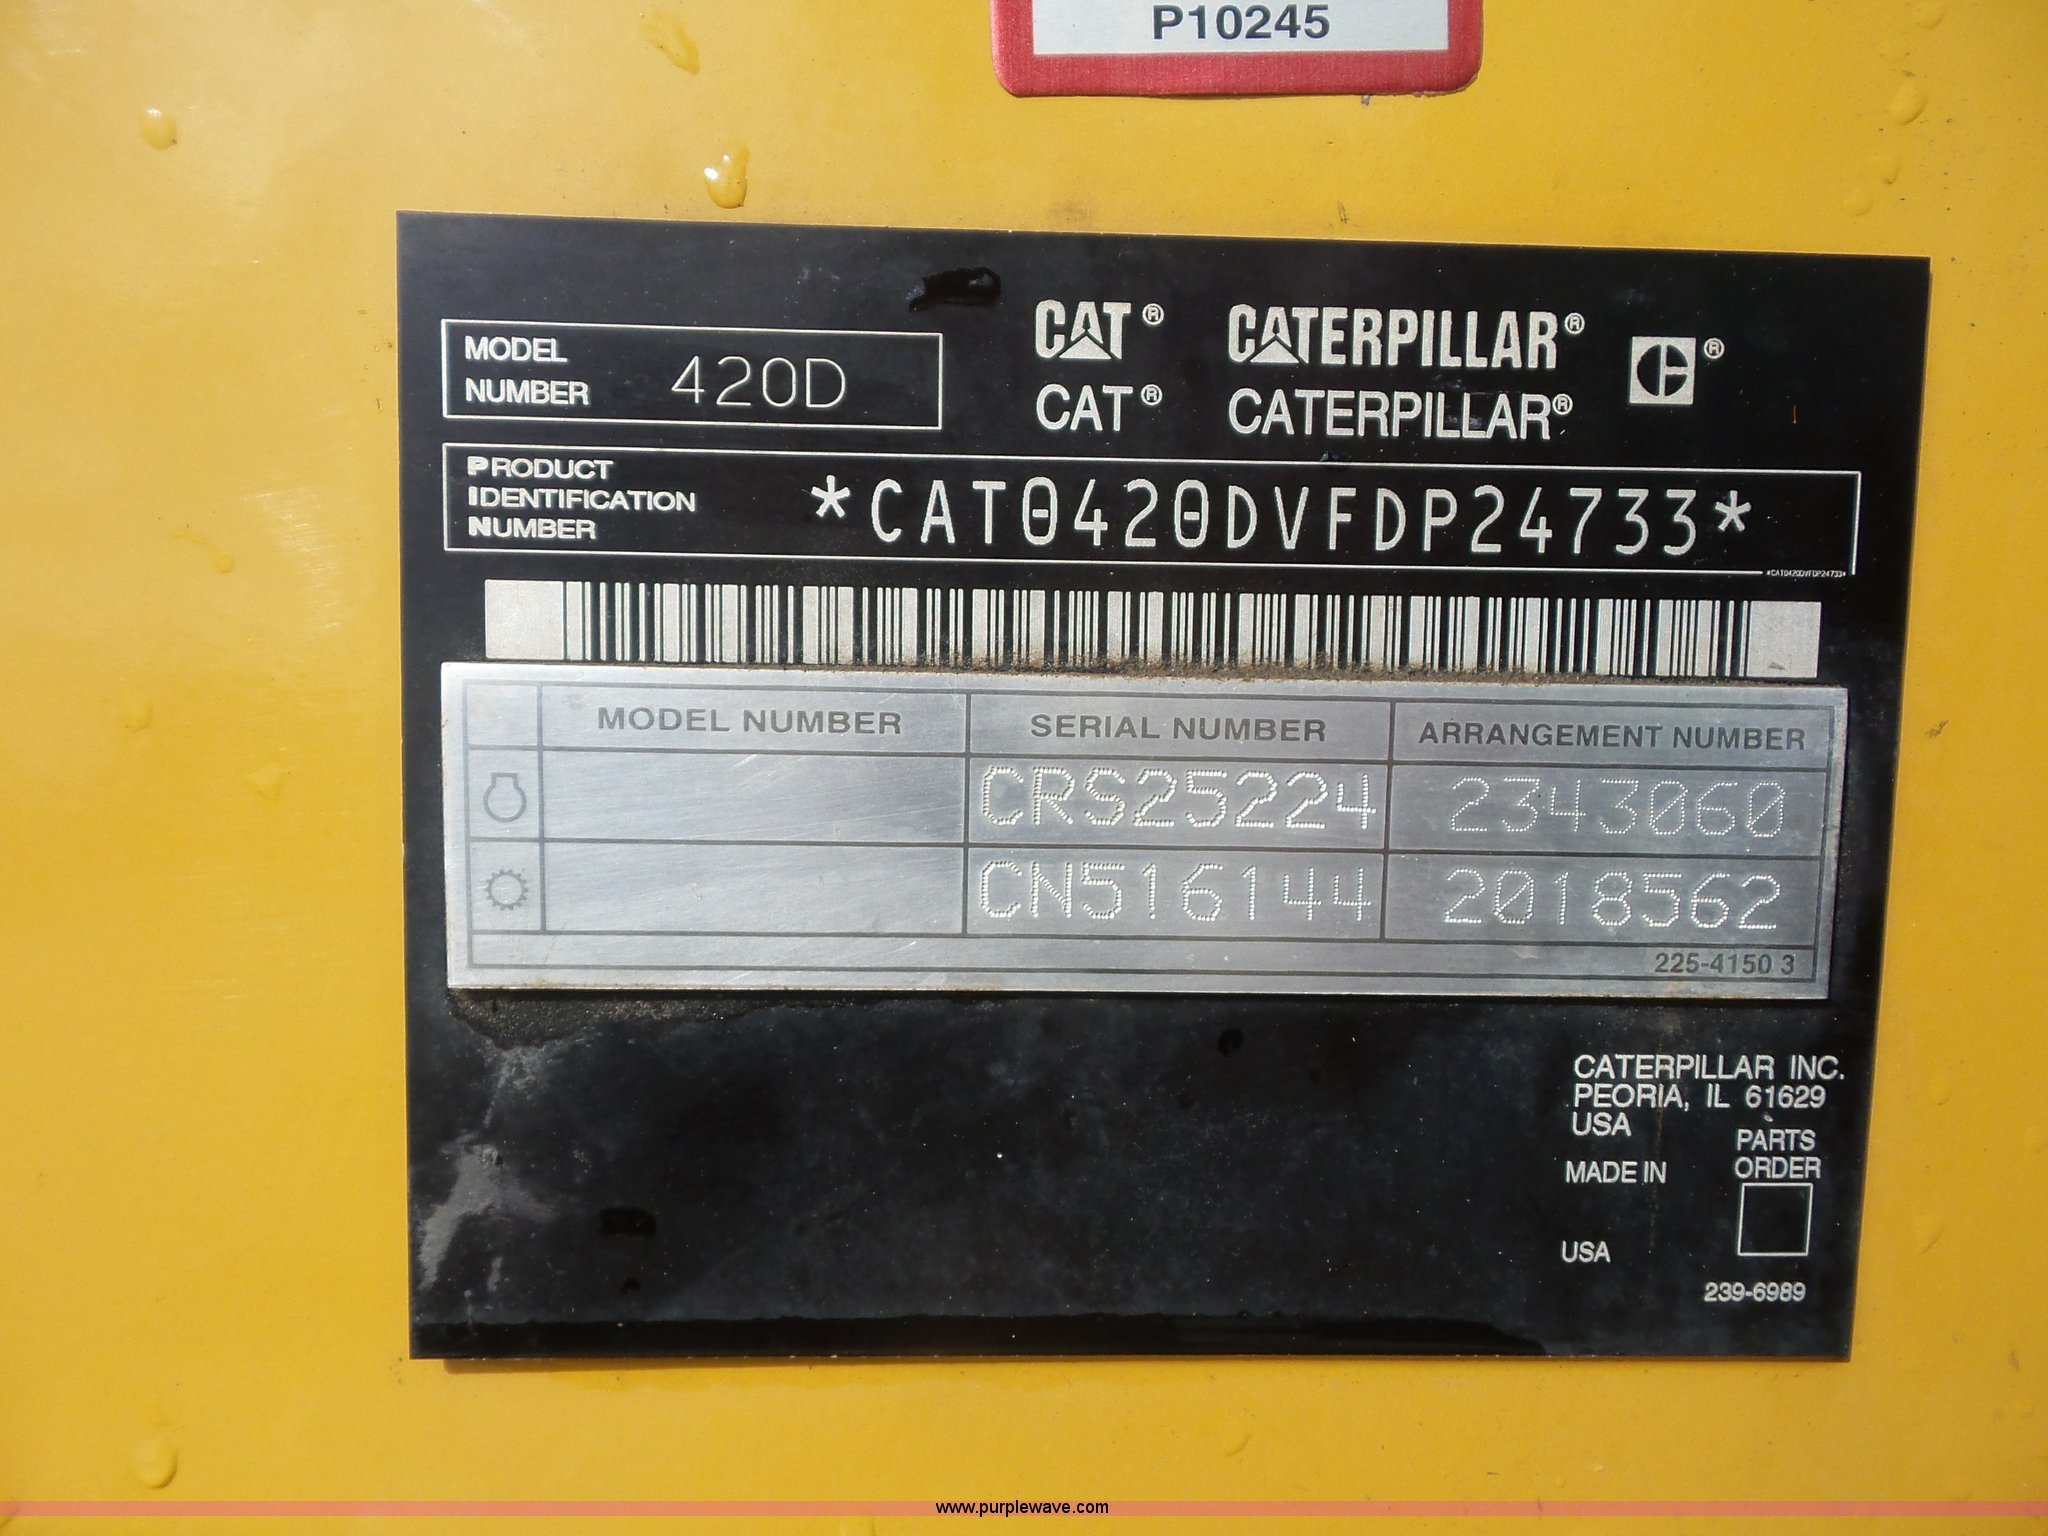 P10245
CAT® CATERPILLAR® ®
MODEL
NUMBER 420D
CAT® CATERPILLAR®
PRODUCT
IDENTIFICATION
NUMBER
*CAT0420DVFDP24733*
*CAT0420DVFDP24733*
MODEL NUMBER SERIAL NUMBER ARRANGEMENT NUMBER
CRS25224 2343060
CN516144 2018562
225-4150 3
CATERPILLAR INC.
PEORIA, IL 61629
USA
PARTS
ORDER
MADE IN
USA
239-6989
www.purplewave.com